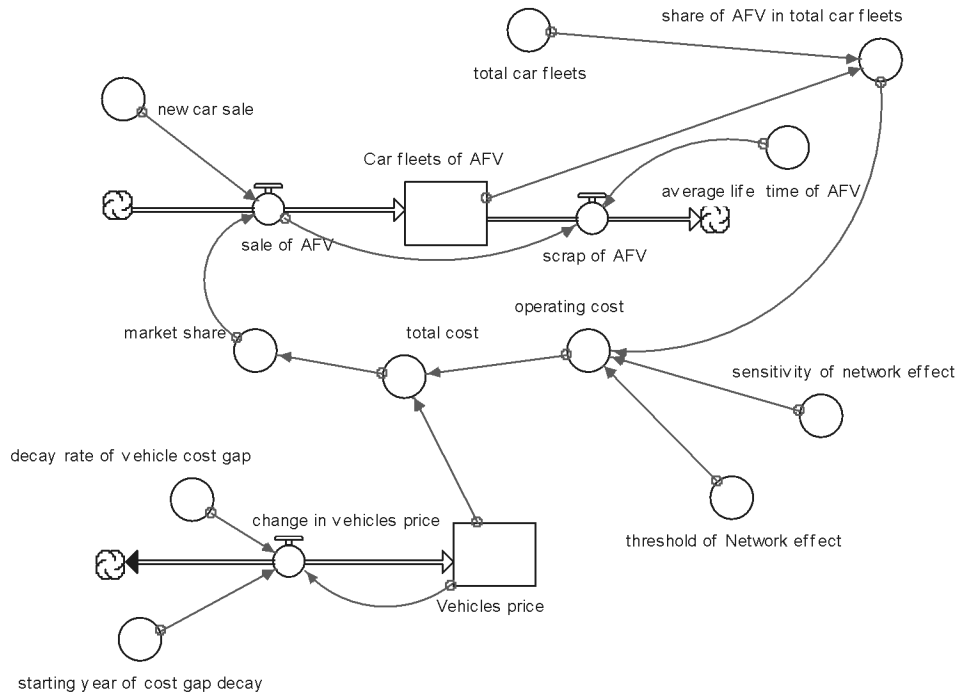 share of AFV in total car fleets
total car fleets
new car sale
Car fleets of AFV
average life time of AFV
sale of AFV
scrap of AFV
operating cost
market share
total cost
sensitivity of network effect
decay rate of vehicle cost gap
change in vehicles price
threshold of Network effect
Vehicles price
starting year of cost gap decay